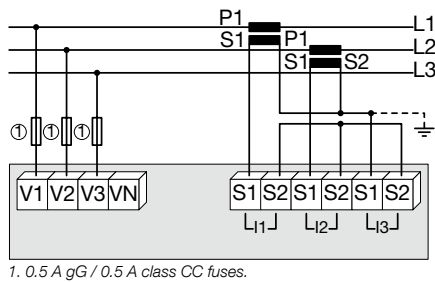 P1 L1
S1 P1 L2
S1 S2 L3
① ① ①
V1 V2 V3 VN S1 S2 S1 S2 S1 S2
I1 I2 I3
1. 0.5 A gG / 0.5 A class CC fuses.